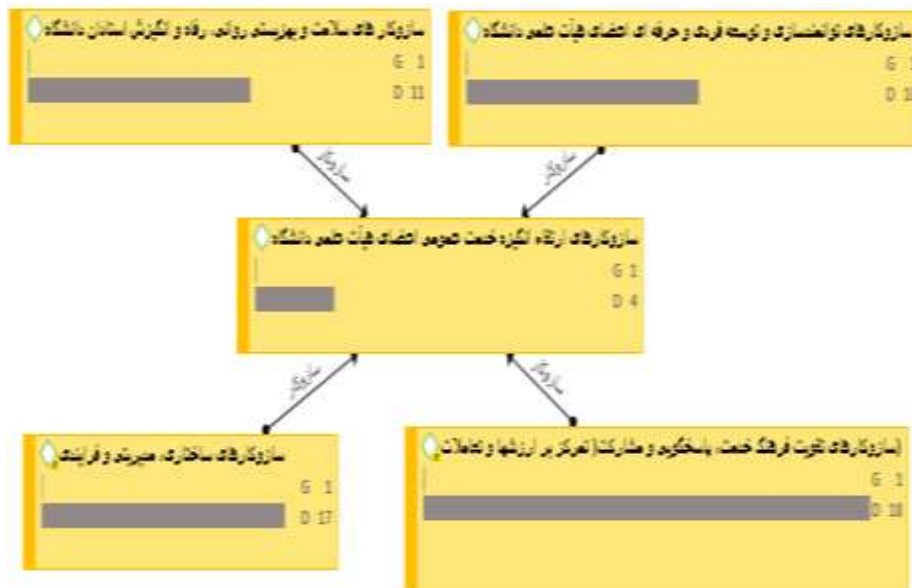 سازوکارهای سلامت و بهزیستی روانی، رفاه و انگیزش استادان دانشگاه
G 1
D 11
سازوکارهای توانمندسازی و توسعه فردی و حرفه ای اعضای هیأت علمی دانشگاه
G 1
سازوکار
سازوکار
سازوکارهای ارتقاء انگیزه خدمت عمومی اعضای هیأت علمی دانشگاه
G 1
D 4
سازوکار
سازوکار
سازوکارهای ساختاری، مدیریتی و فرایندی
G 1
D 17
(سازوکارهای تقویت فرهنگ خدمت، پاسخگویی و مشارکت( تمرکز بر ارزشها و تعاملات
G 1
D 18